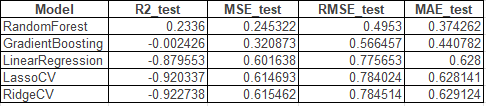 Model R2_test MSE_test RMSE_test MAE_test
RandomForest 0.2336 0.245322 0.4953 0.374262
GradientBoosting -0.002426 0.320873 0.566457 0.440782
LinearRegression -0.879553 0.601638 0.775653 0.628
LassoCV -0.920337 0.614693 0.784024 0.628141
RidgeCV -0.922738 0.615462 0.784514 0.629124